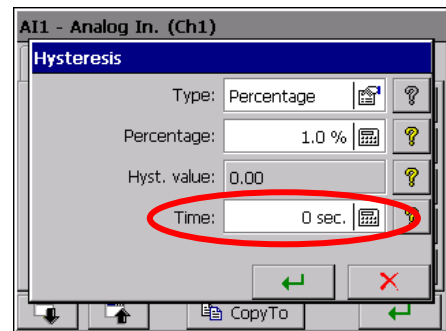 AI1 - Analog In. (Ch1)
Hysteresis
Type: Percentage ?
Percentage: 1.0 % ?
Hyst. value: 0.00 ?
Time: 0 sec. ?
CopyTo